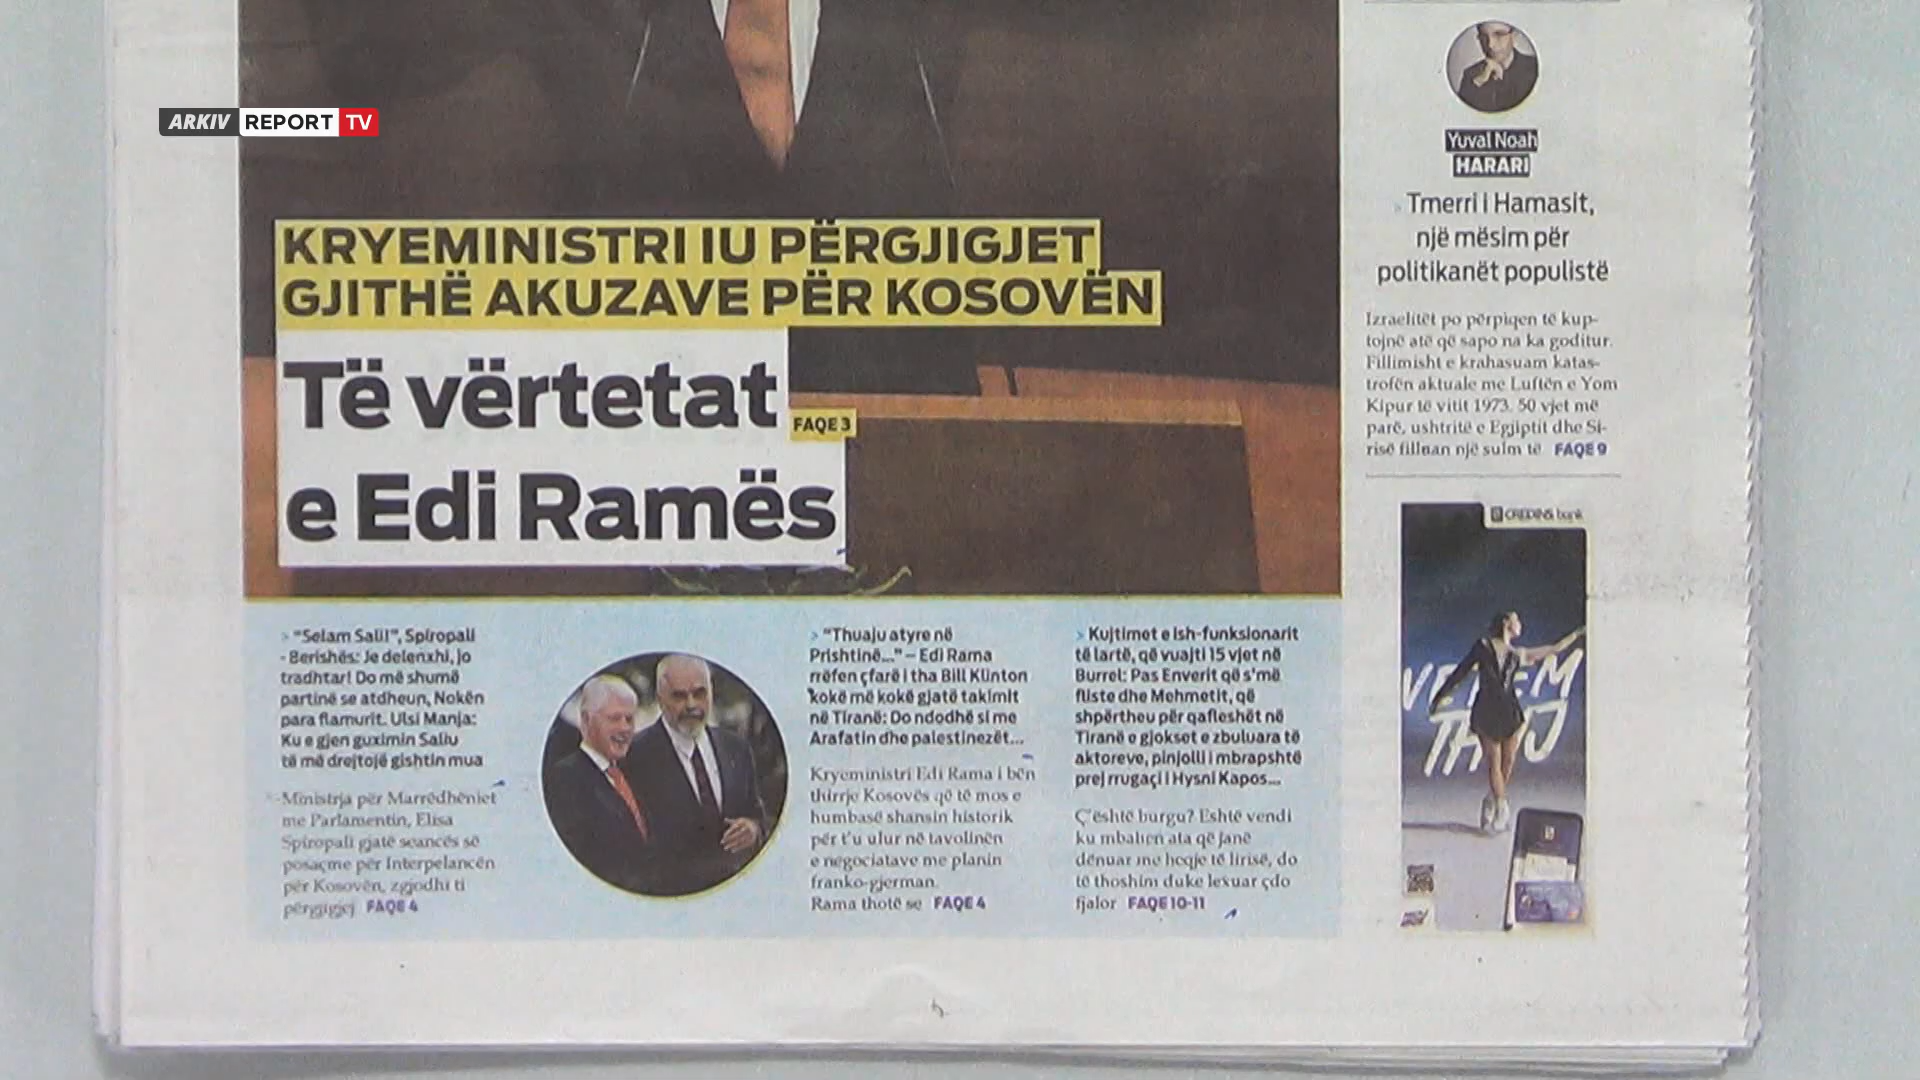 ARKIV REPORT TV
KRYEMINISTRI IU PËRGJIGJET
GJITHË AKUZAVE PËR KOSOVËN
Të vërtetat
FAQE 3
e Edi Ramës
> "Selam Sali!", Spiropali
- Berishës: Je delenxhi, jo
tradhtar! Do më shumë
partinë se atdheun, Nokën
para flamurit. Ulsi Manja:
Ku e gjen guximin Saliu
të më drejtojë gishtin mua
Ministrja për Marrëdhëniet
me Parlamentin, Elisa
Spiropali gjatë seancës së
posaçme për Interpelancën
për Kosovën, zgjodhi ti
përgjigjej FAQE 4
> "Thuaju atyre në
Prishtinë..." – Edi Rama
rrëfen çfarë i tha Bill Klinton
kokë më kokë gjatë takimit
në Tiranë: Do ndodhë si me
Arafatin dhe palestinezët...
Kryeministri Edi Rama i bën
thirrje Kosovës që të mos e
humbasë shansin historik
për t'u ulur në tavolinën
e negociatave me planin
franko-gjerman.
Rama thotë se FAQE 4
> Kujtimet e ish-funksionarit
të lartë, që vuajti 15 vjet në
Burrel: Pas Enverit që s'më
fliste dhe Mehmetit, që
shpërtheu për qafleshët në
Tiranë e gjokset e zbuluara të
aktoreve, pinjolli i mbrapshtë
prej rrugaçi i Hysni Kapos...
Ç'është burgu? Është vendi
ku mbahen ata që janë
dënuar me heqje të lirisë, do
të thoshim duke lexuar çdo
fjalor FAQE 10-11
Yuval Noah
HARARI
> Tmerri i Hamasit,
një mësim për
politikanët populistë
Izraelitët po përpiqen të kup-
tojnë atë që sapo na ka goditur.
Fillimisht e krahasuam katas-
trofën aktuale me Luftën e Yom
Kipur të vitit 1973. 50 vjet më
parë, ushtritë e Egjiptit dhe Si-
risë filluan një sulm të FAQE 9
CREDINS bank
VETËM
THUJ